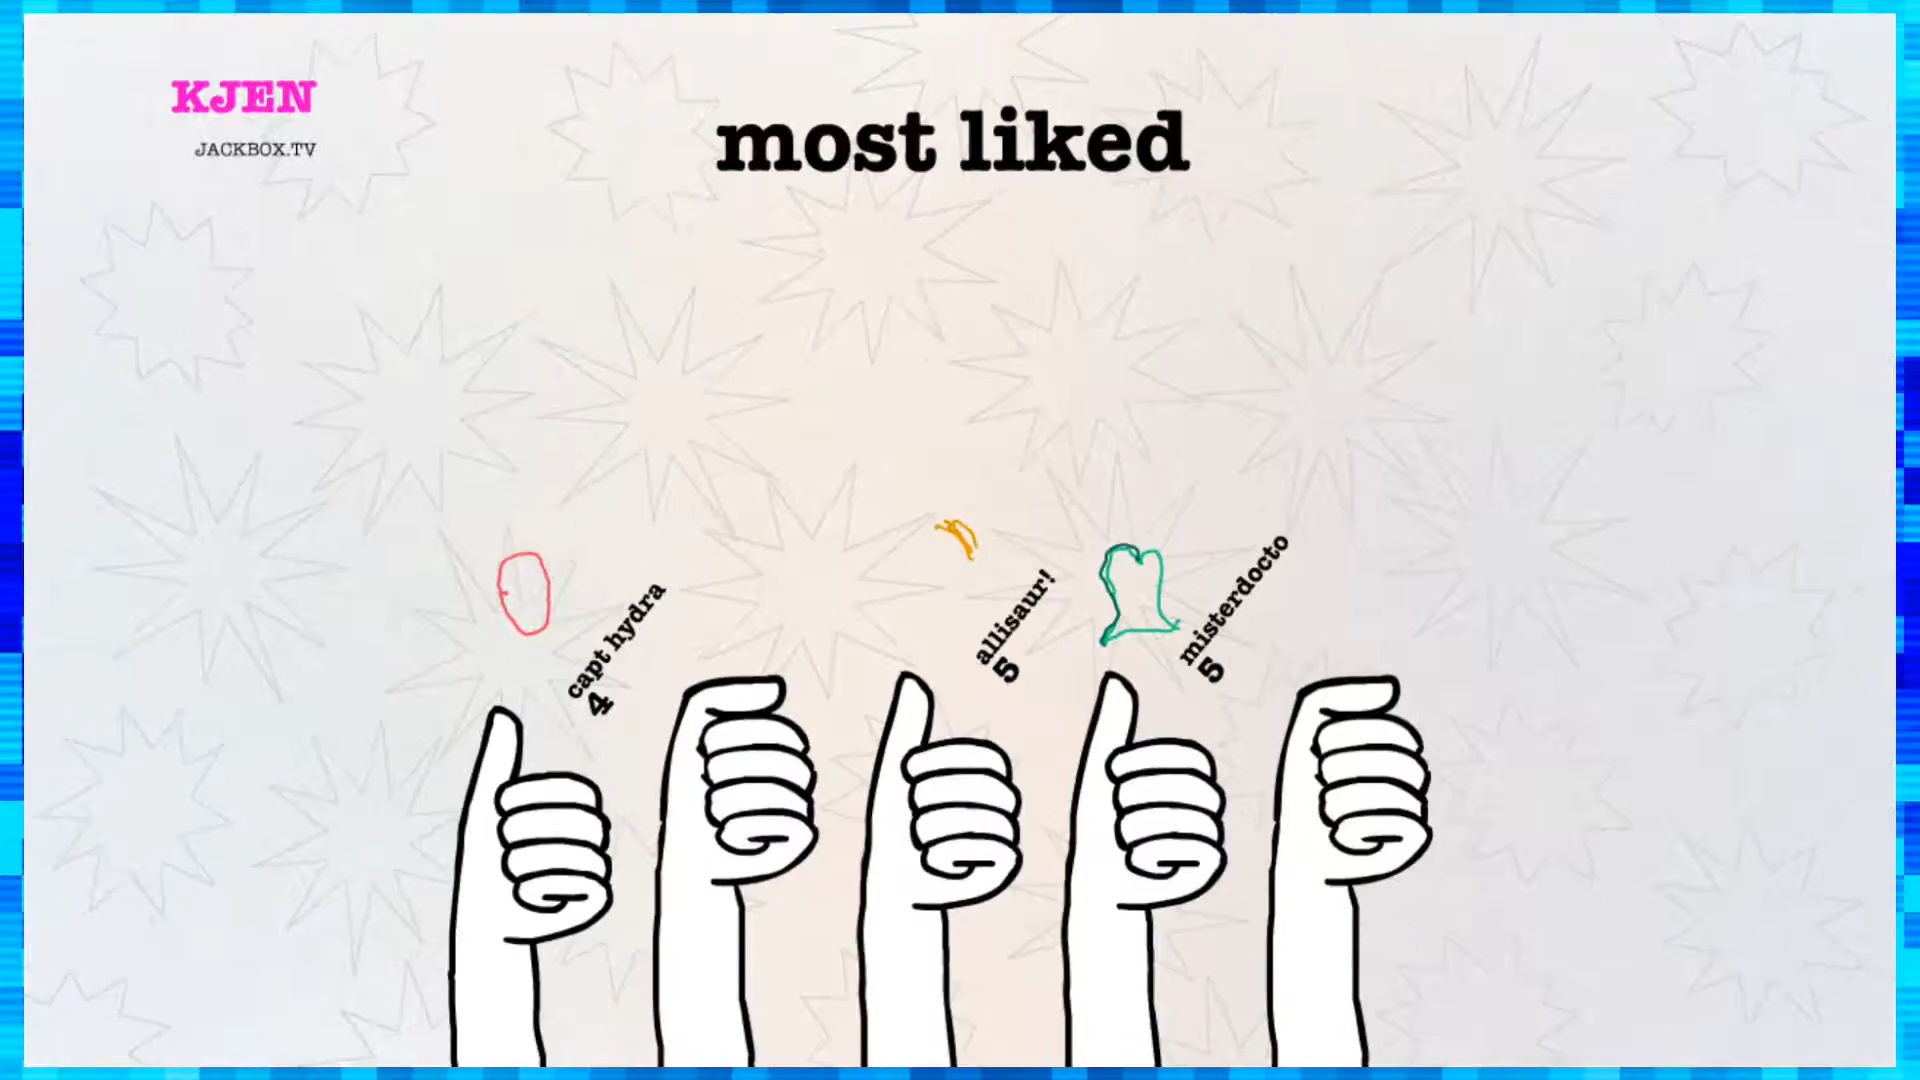 KJEN
JACKBOX.TV
most liked
capt hydra
4
allisaur!
5
misterdocto
5